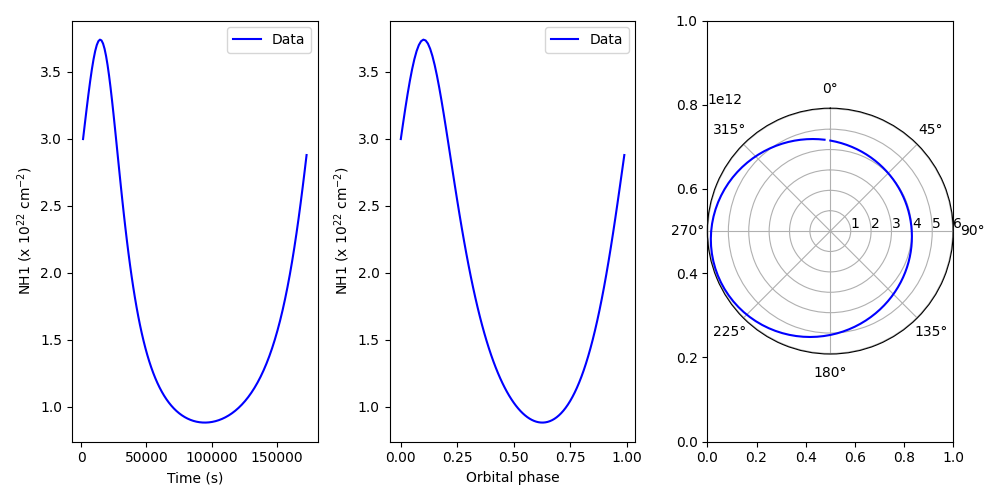 Data
3.5
3.0
2.5
2.0
1.5
1.0
NH1 (x 10^22 cm^−2)
0 50000 100000 150000
Time (s)
Data
3.5
3.0
2.5
2.0
1.5
1.0
NH1 (x 10^22 cm^−2)
0.00 0.25 0.50 0.75 1.00
Orbital phase
1.0
0.8
0.6
0.4
0.2
0.0
0.0 0.2 0.4 0.6 0.8 1.0
1e12
0°
315° 45°
270° 1 2 3 4 5 6 90°
225° 135°
180°